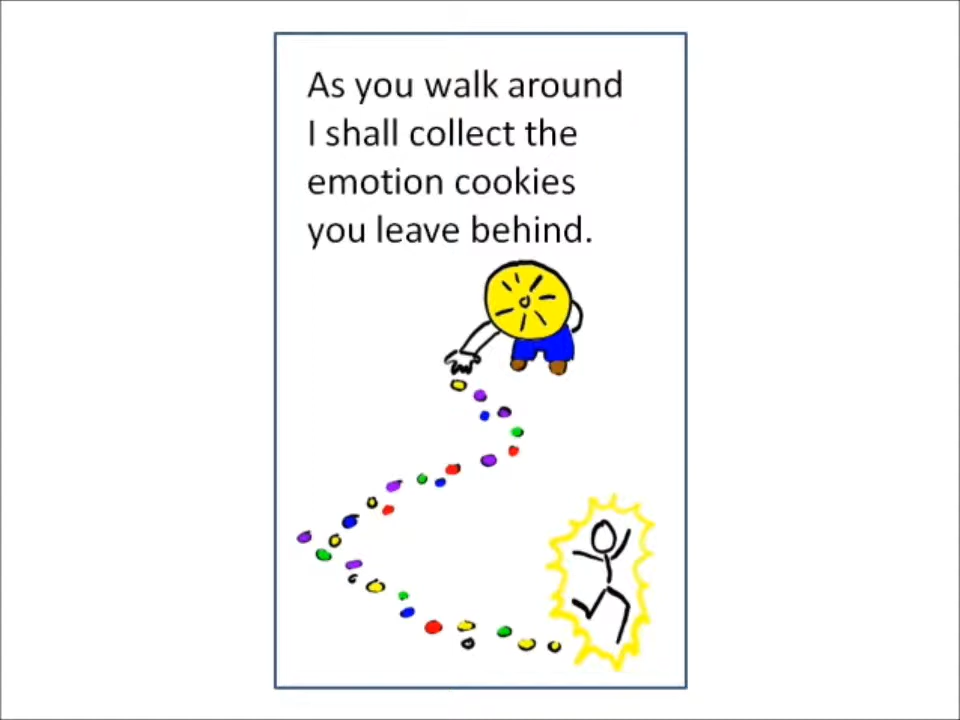 As you walk around
I shall collect the
emotion cookies
you leave behind.